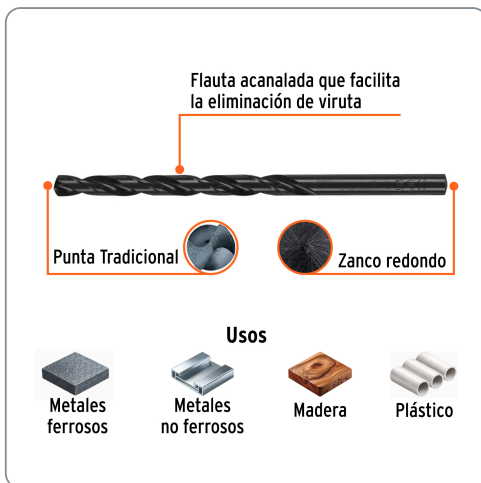 Flauta acanalada que facilita
la eliminación de viruta
Punta Tradicional
Zanco redondo
Usos
Metales
ferrosos
Metales
no ferrosos
Madera
Plástico